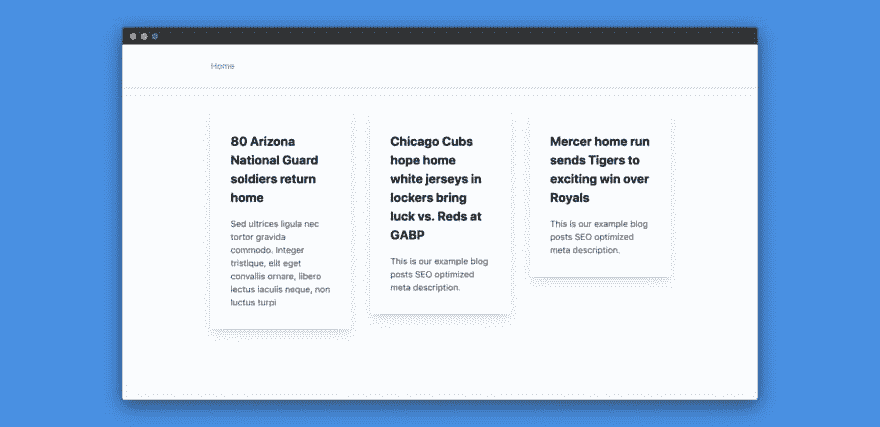 Home
80 Arizona
National Guard
soldiers return
home
Sed ultrices ligula nec
tortor gravida
commodo. Integer
tristique, elit eget
convallis ornare, libero
lectus iaculis neque, non
luctus turpi
Chicago Cubs
hope home
white jerseys in
lockers bring
luck vs. Reds at
GABP
This is our example blog
posts SEO optimized
meta description.
Mercer home run
sends Tigers to
exciting win over
Royals
This is our example blog
posts SEO optimized
meta description.